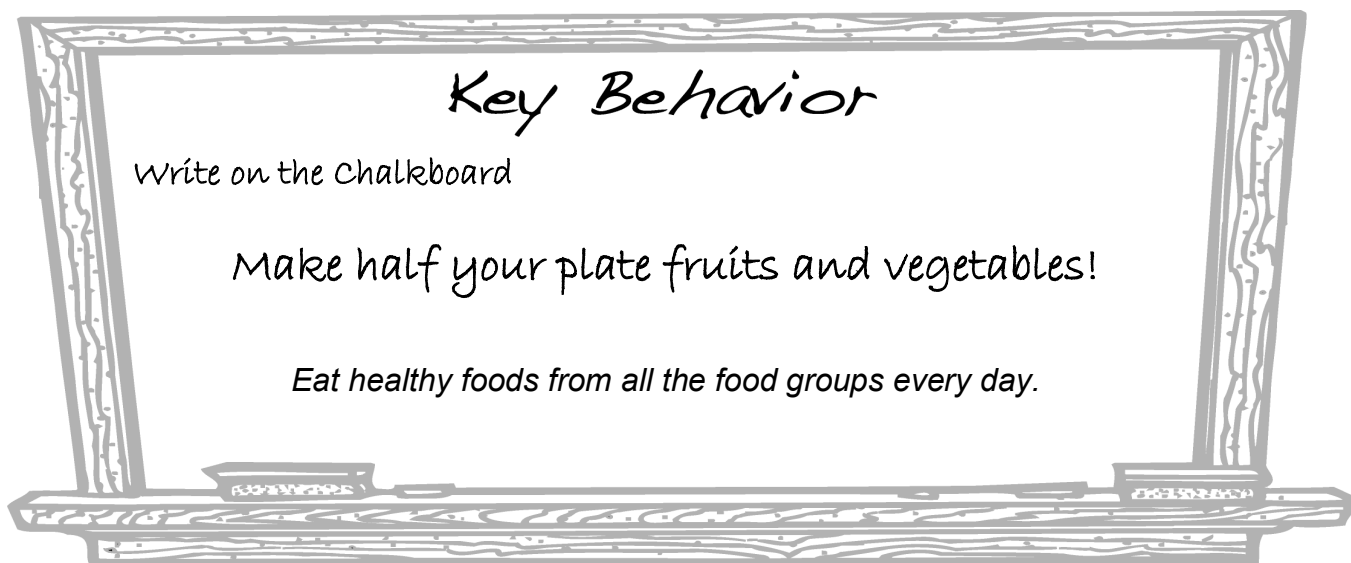 Key Behavior
Write on the Chalkboard
Make half your plate fruits and vegetables!
Eat healthy foods from all the food groups every day.